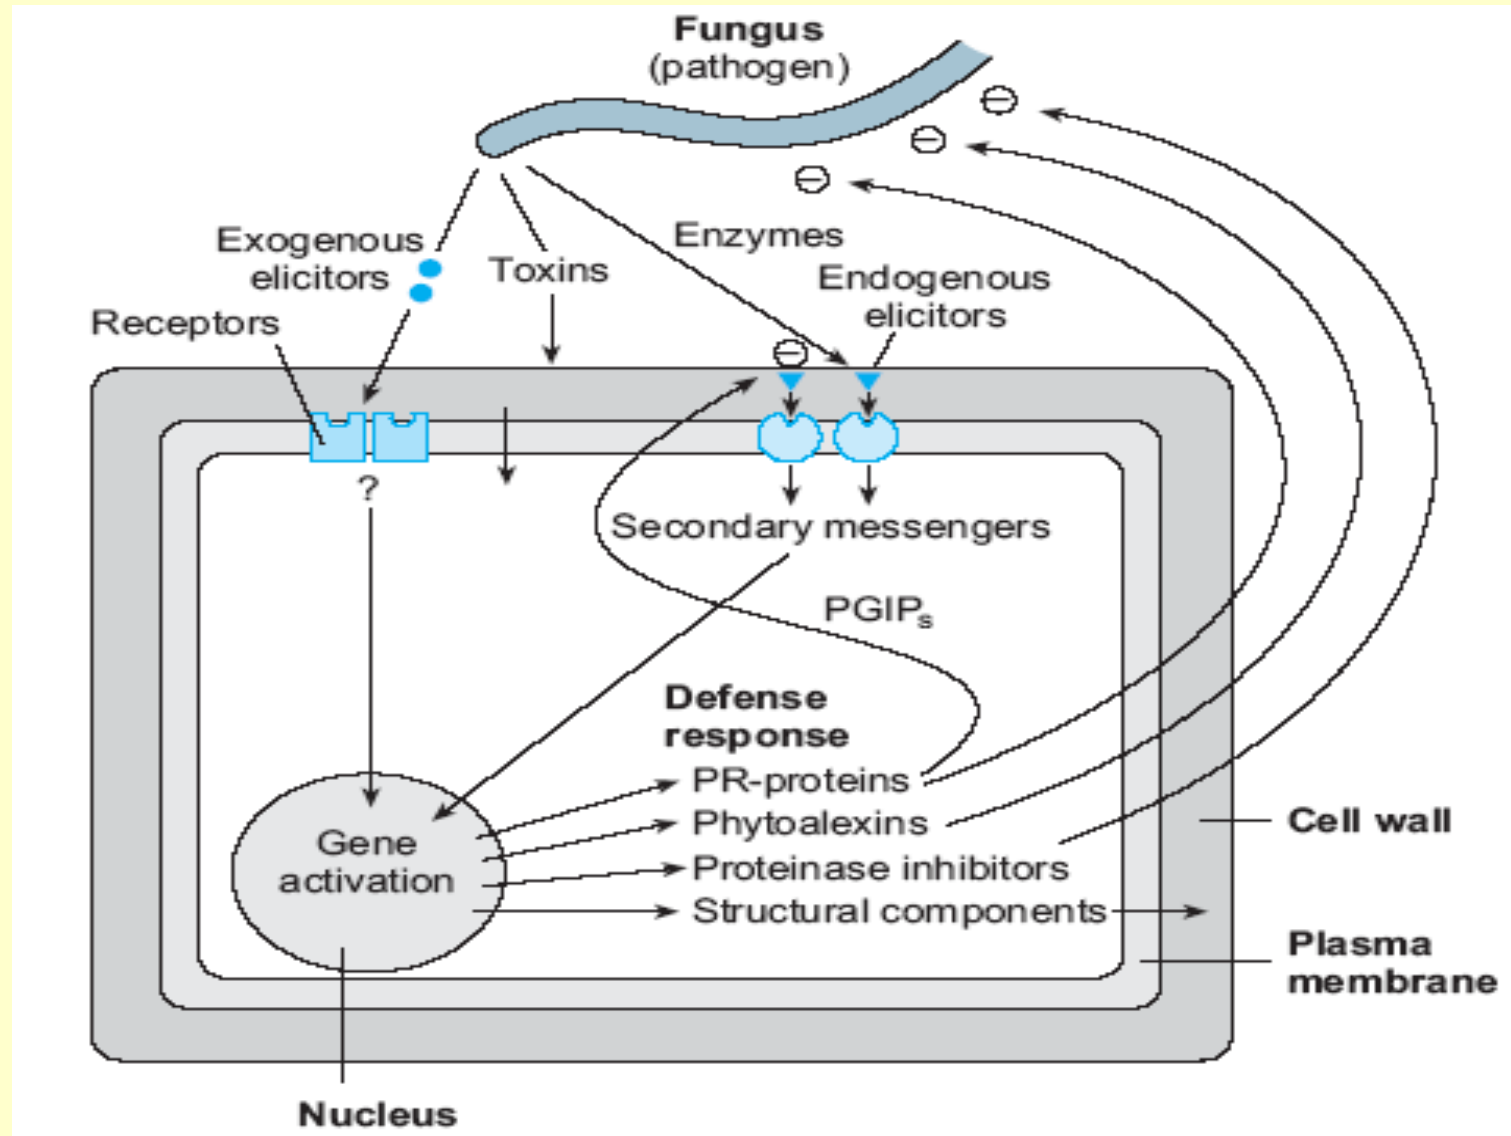 Fungus
(pathogen)
Exogenous
elicitors
Toxins
Enzymes
Endogenous
elicitors
Receptors
?
Secondary messengers
PGIPs
Defense
response
PR-proteins
Phytoalexins
Proteinase inhibitors
Structural components
Gene
activation
Cell wall
Plasma
membrane
Nucleus